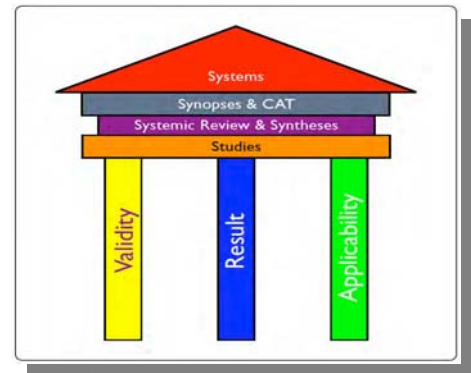 Systems
Synopses & CAT
Systemic Review & Syntheses
Studies
Validity
Result
Applicability